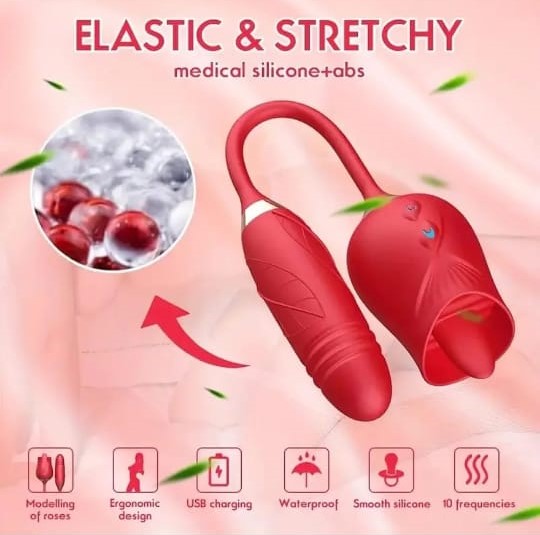 ELASTIC & STRETCHY
medical silicone+abs
Modelling
of roses
Ergonomic
design
USB charging
Waterproof
Smooth silicone
10 frequencies